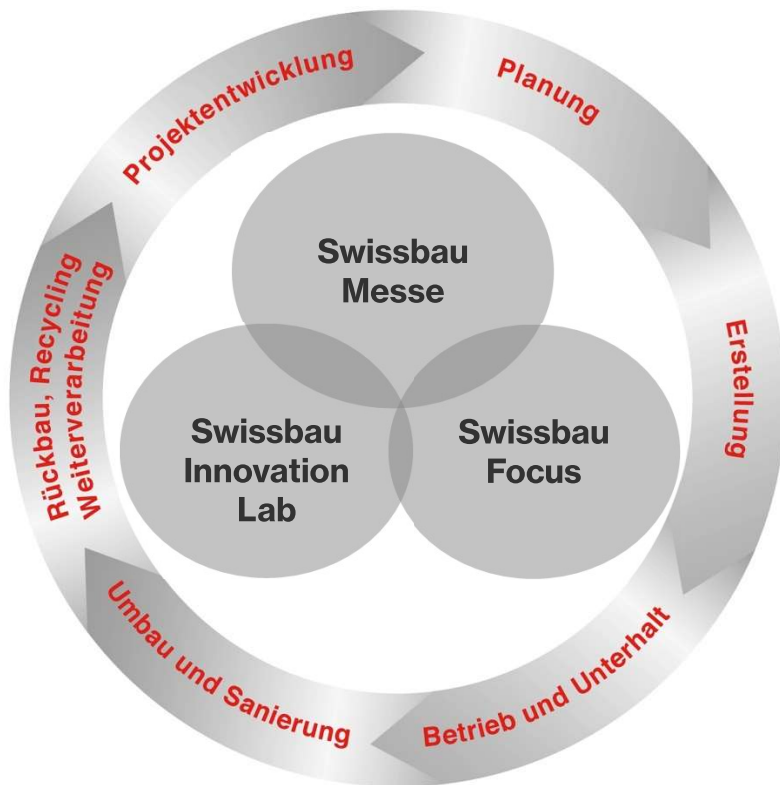 Projektentwicklung
Planung
Erstellung
Betrieb und Unterhalt
Umbau und Sanierung
Rückbau, Recycling
Weiterverarbeitung
Swissbau
Messe
Swissbau
Innovation
Lab
Swissbau
Focus